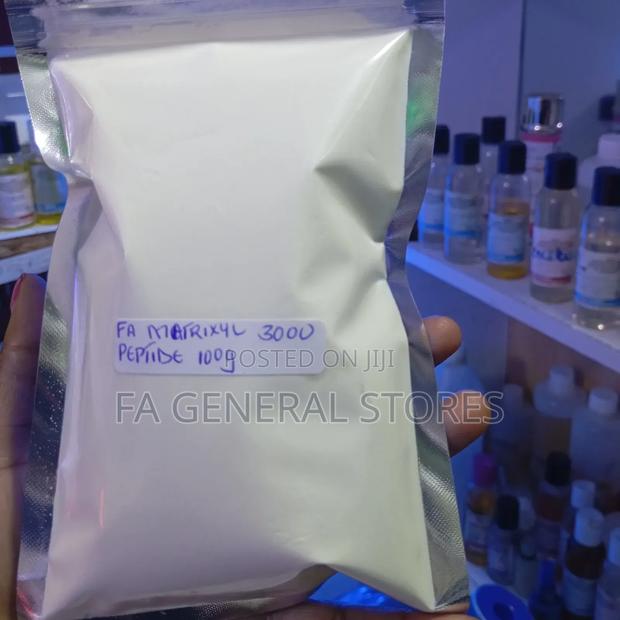 FA MATRIXYL 3000
PEPTIDE 100g
POSTED ON JIJI
FA GENERAL STORES